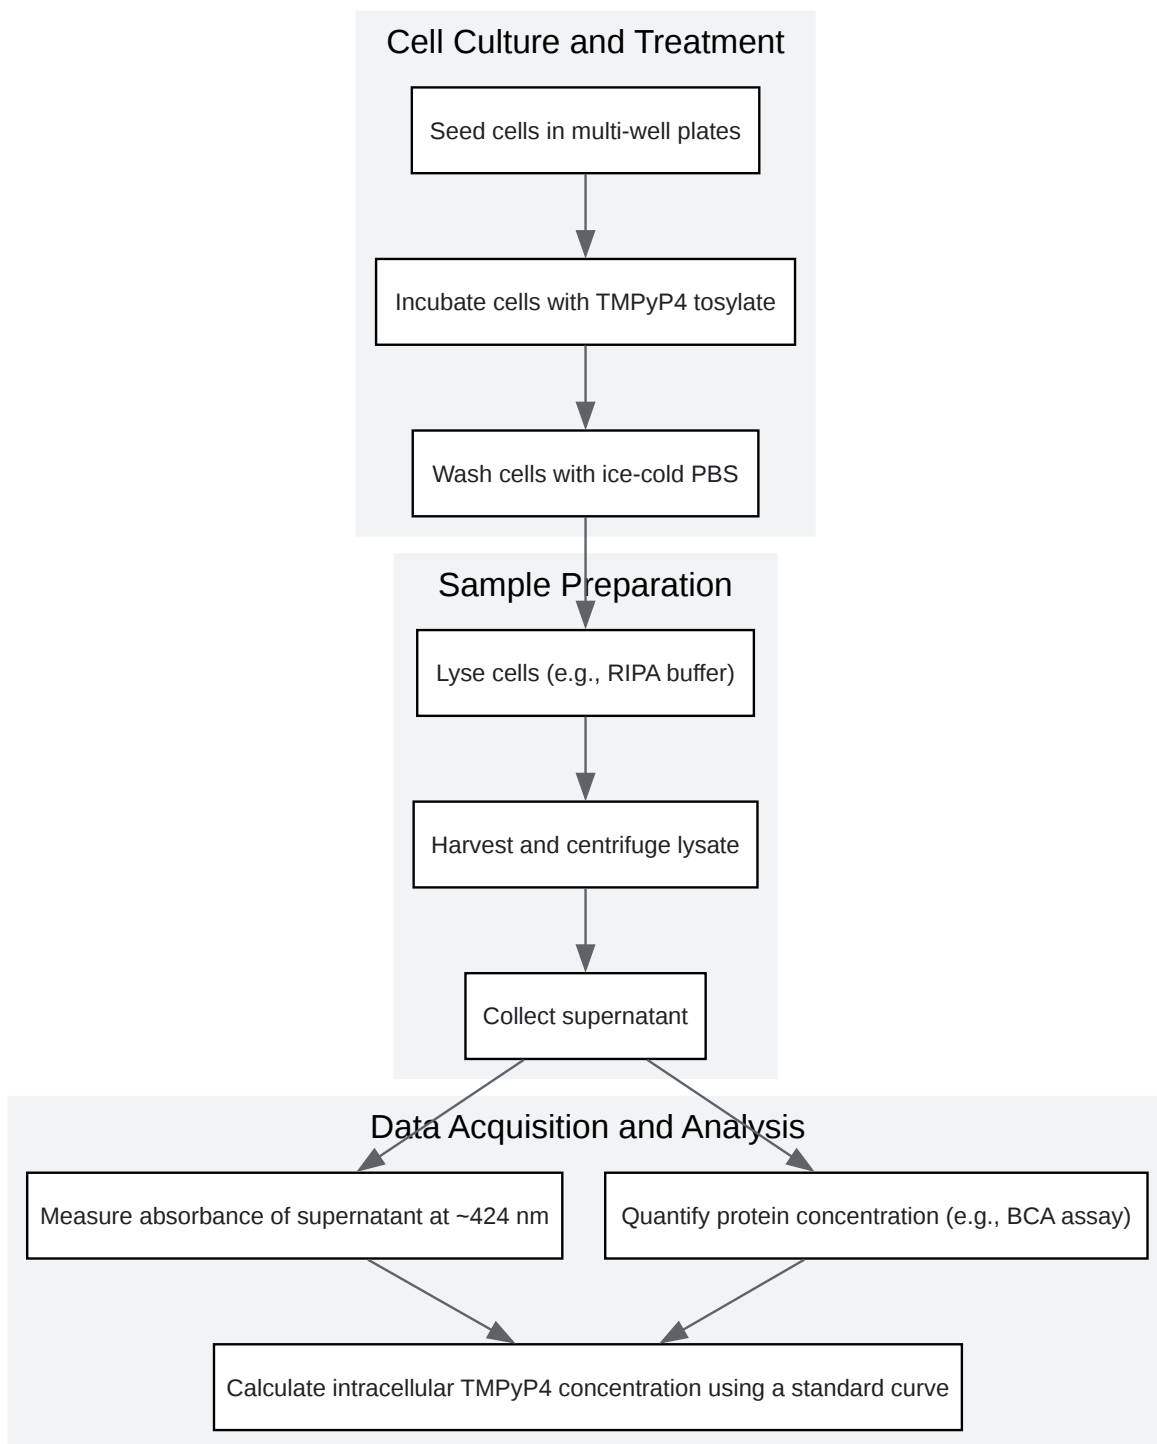 Cell Culture and Treatment
Seed cells in multi-well plates
Incubate cells with TMPyP4 tosylate
Wash cells with ice-cold PBS
Sample Preparation
Lyse cells (e.g., RIPA buffer)
Harvest and centrifuge lysate
Collect supernatant
Data Acquisition and Analysis
Measure absorbance of supernatant at ~424 nm
Quantify protein concentration (e.g., BCA assay)
Calculate intracellular TMPyP4 concentration using a standard curve